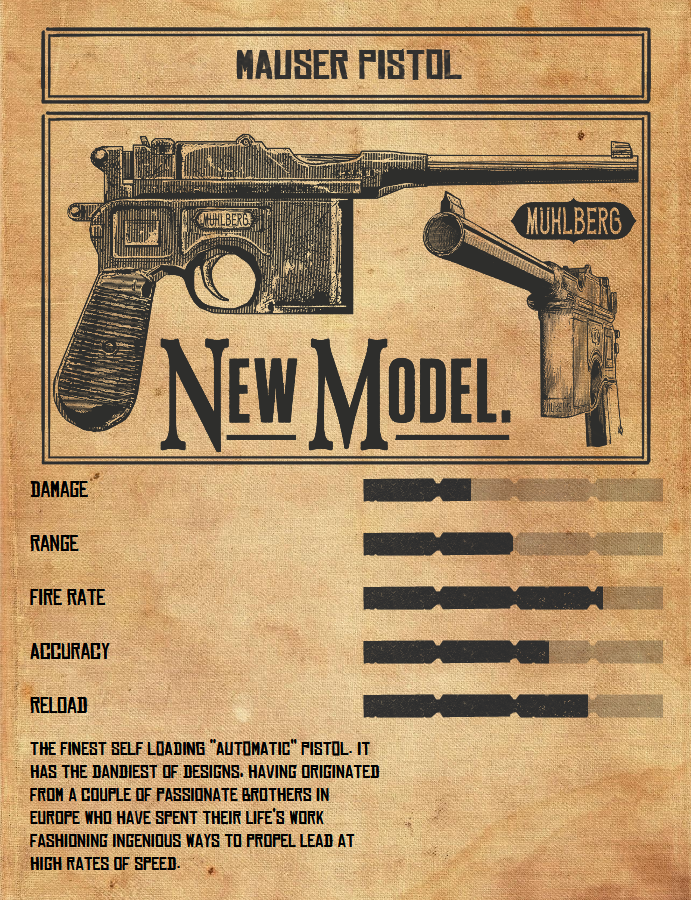 MAUSER PISTOL
MUHLBERG
MUHLBERG
NEW MODEL.
DAMAGE
RANGE
FIRE RATE
ACCURACY
RELOAD
THE FINEST SELF LOADING "AUTOMATIC" PISTOL. IT
HAS THE DANDIEST OF DESIGNS, HAVING ORIGINATED
FROM A COUPLE OF PASSIONATE BROTHERS IN
EUROPE WHO HAVE SPENT THEIR LIFE'S WORK
FASHIONING INGENIOUS WAYS TO PROPEL LEAD AT
HIGH RATES OF SPEED.